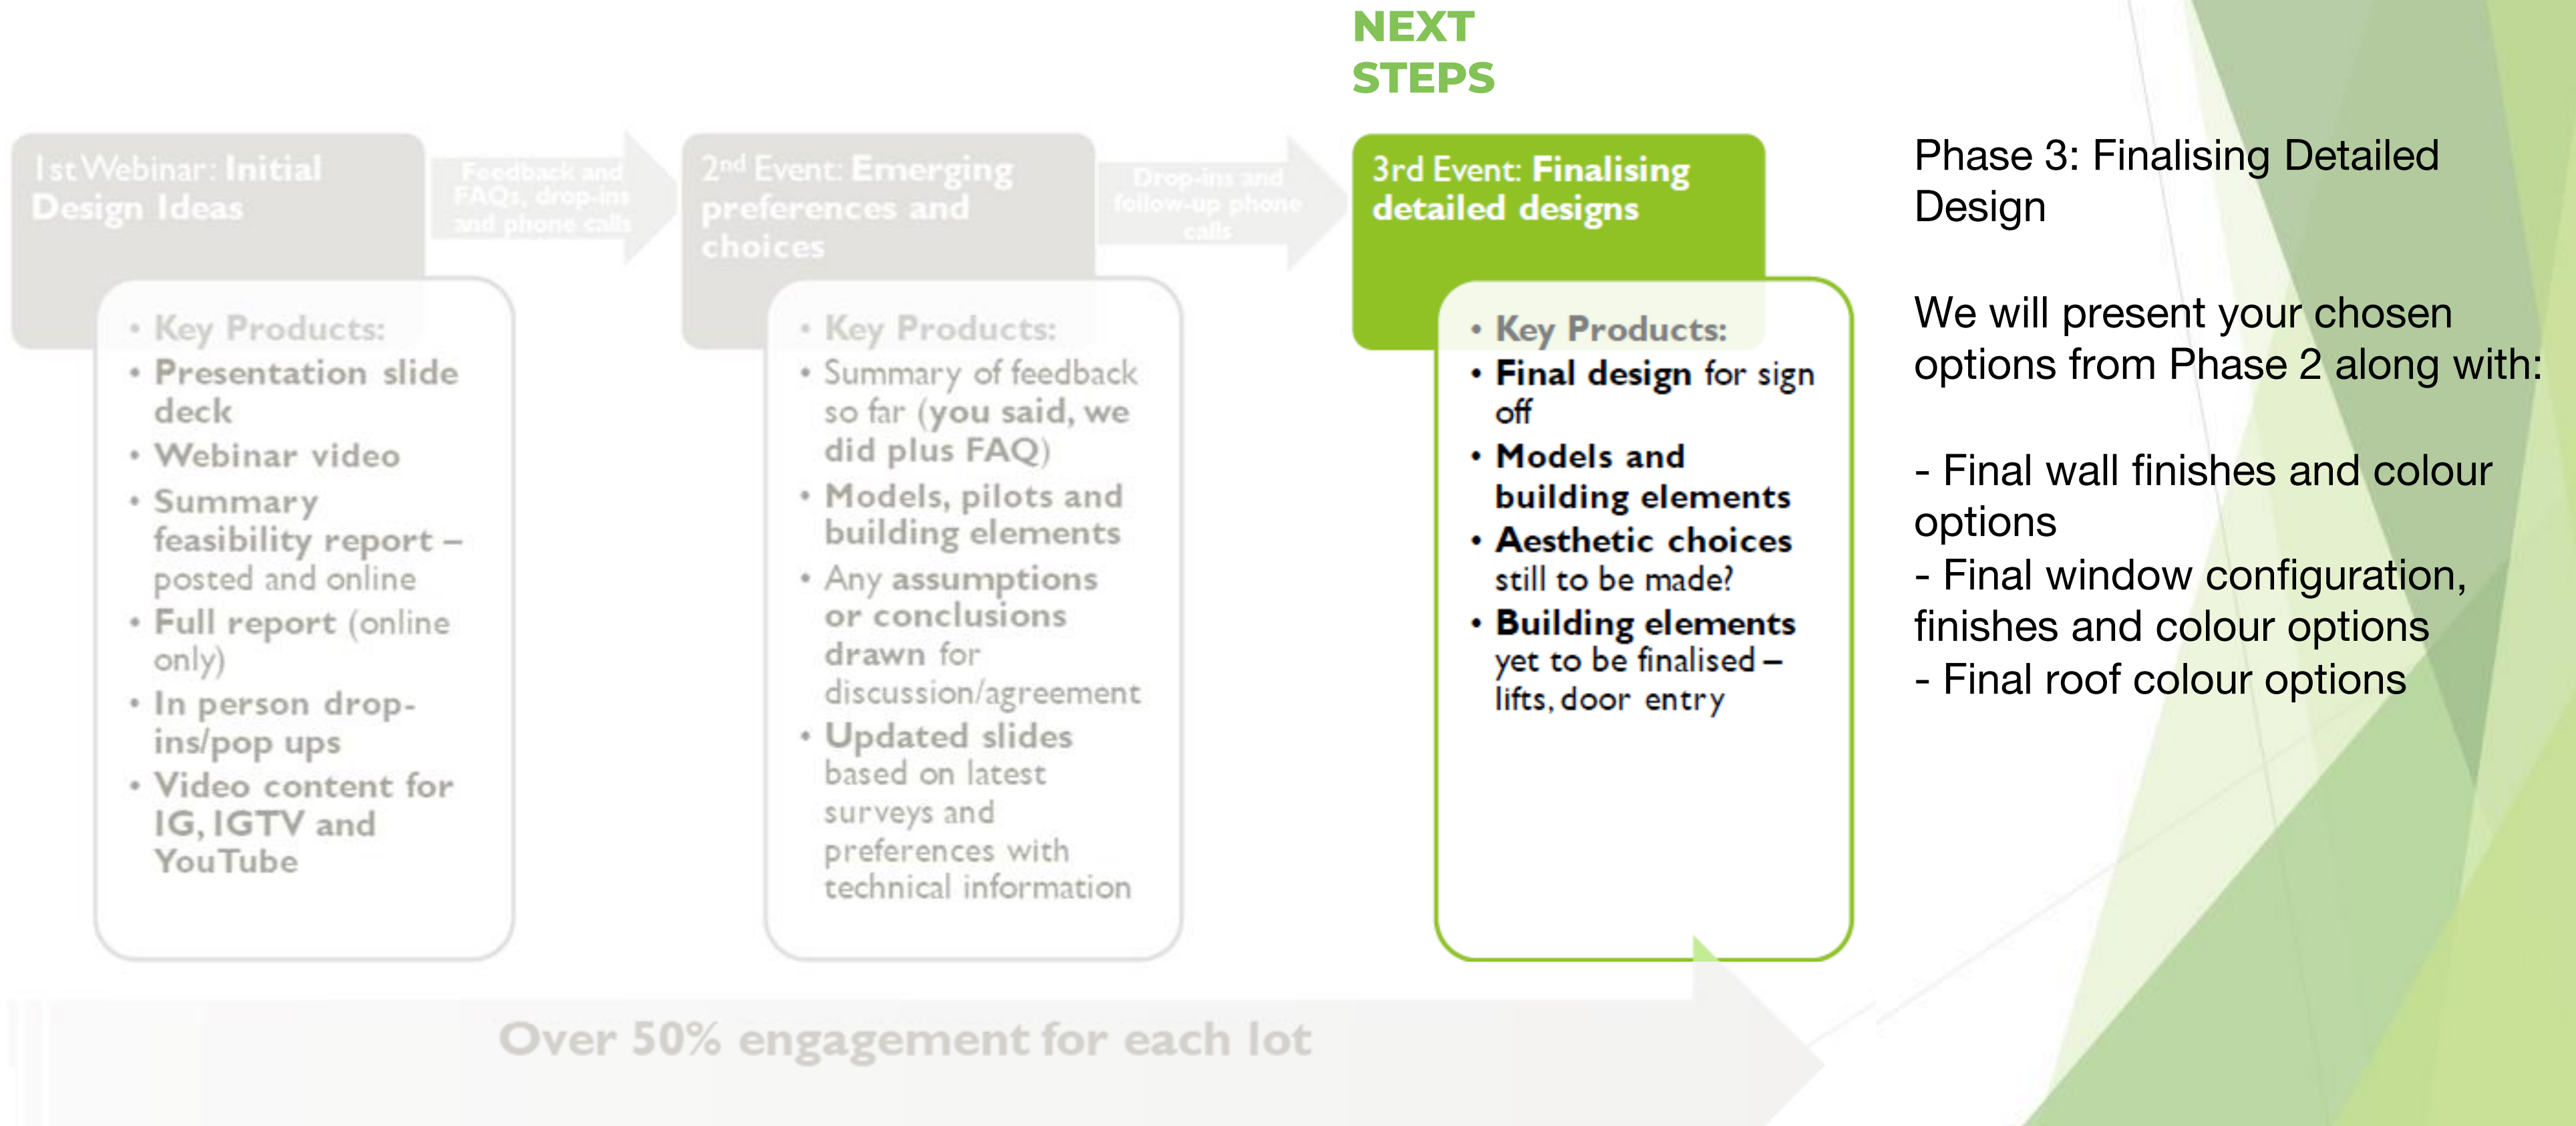 NEXT
STEPS
1st Webinar: Initial
Design Ideas
Feedback and
FAQs, drop-ins
and phone calls
2nd Event: Emerging
preferences and
choices
Drop-ins and
follow-up phone
calls
3rd Event: Finalising
detailed designs
• Key Products:
• Presentation slide
deck
• Webinar video
• Summary
feasibility report –
posted and online
• Full report (online
only)
• In person drop-
ins/pop ups
• Video content for
IG, IGTV and
YouTube
• Key Products:
• Summary of feedback
so far (you said, we
did plus FAQ)
• Models, pilots and
building elements
• Any assumptions
or conclusions
drawn for
discussion/agreement
• Updated slides
based on latest
surveys and
preferences with
technical information
• Key Products:
• Final design for sign
off
• Models and
building elements
• Aesthetic choices
still to be made?
• Building elements
yet to be finalised –
lifts, door entry
Phase 3: Finalising Detailed
Design
We will present your chosen
options from Phase 2 along with:
- Final wall finishes and colour
options
- Final window configuration,
finishes and colour options
- Final roof colour options
Over 50% engagement for each lot